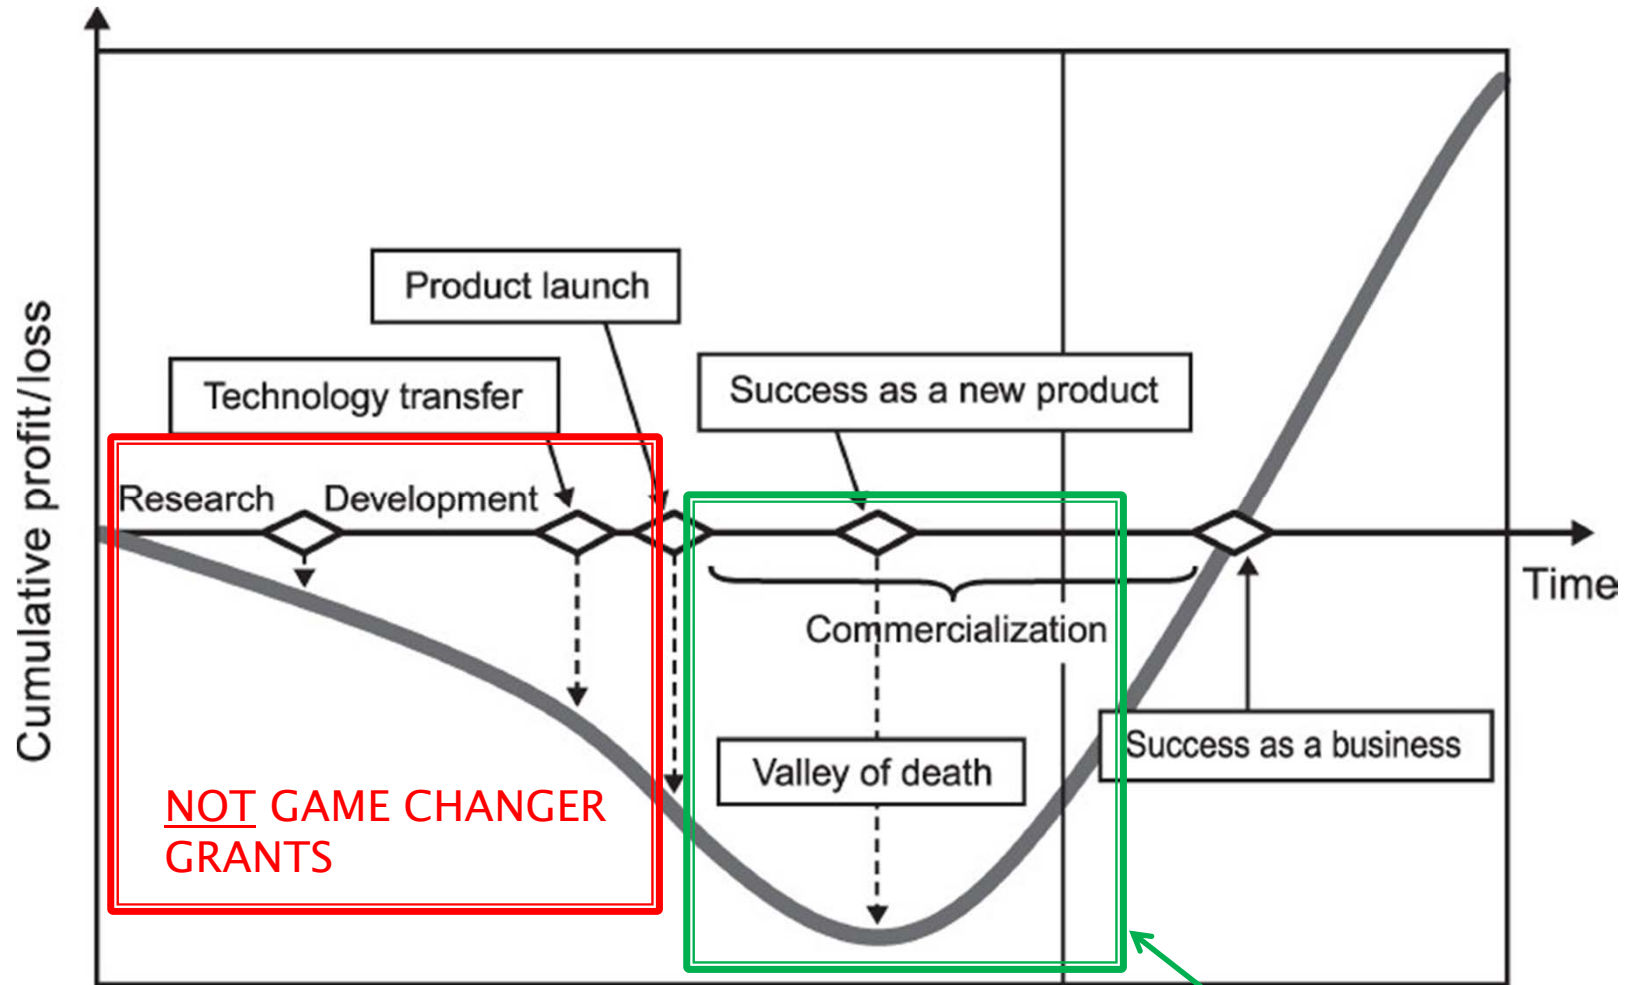 Product launch
Technology transfer
Success as a new product
Research
Development
Cumulative profit/loss
Time
Commercialization
Success as a business
Valley of death
NOT GAME CHANGER
GRANTS